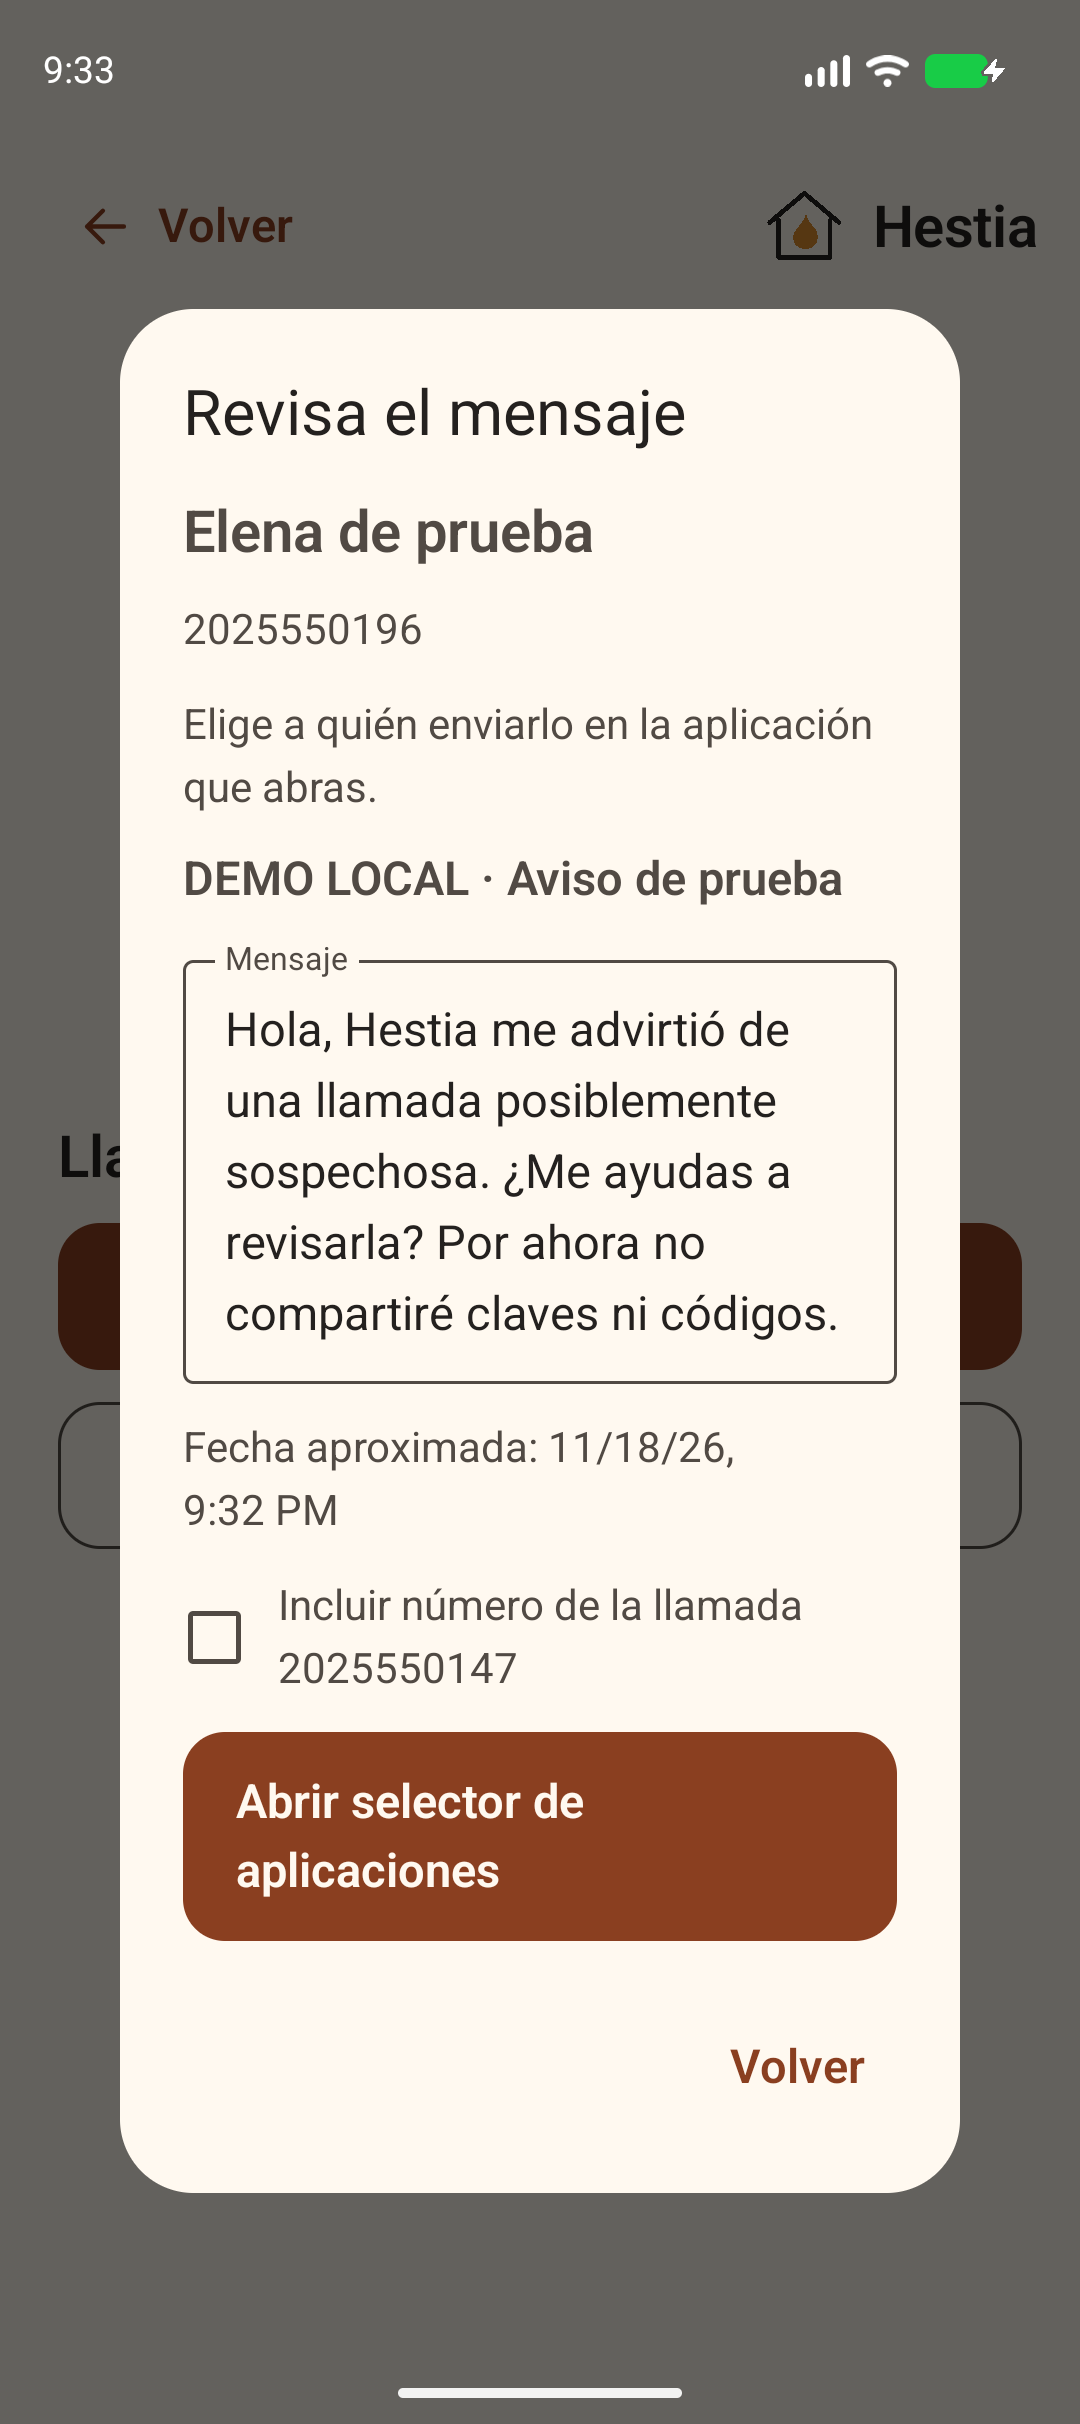 9:33
Volver
Hestia
Revisa el mensaje
Elena de prueba
2025550196
Elige a quién enviarlo en la aplicación
que abras.
DEMO LOCAL · Aviso de prueba
Mensaje
Hola, Hestia me advirtió de
una llamada posiblemente
sospechosa. ¿Me ayudas a
revisarla? Por ahora no
compartiré claves ni códigos.
Fecha aproximada: 11/18/26,
9:32 PM
Incluir número de la llamada
2025550147
Abrir selector de
aplicaciones
Volver